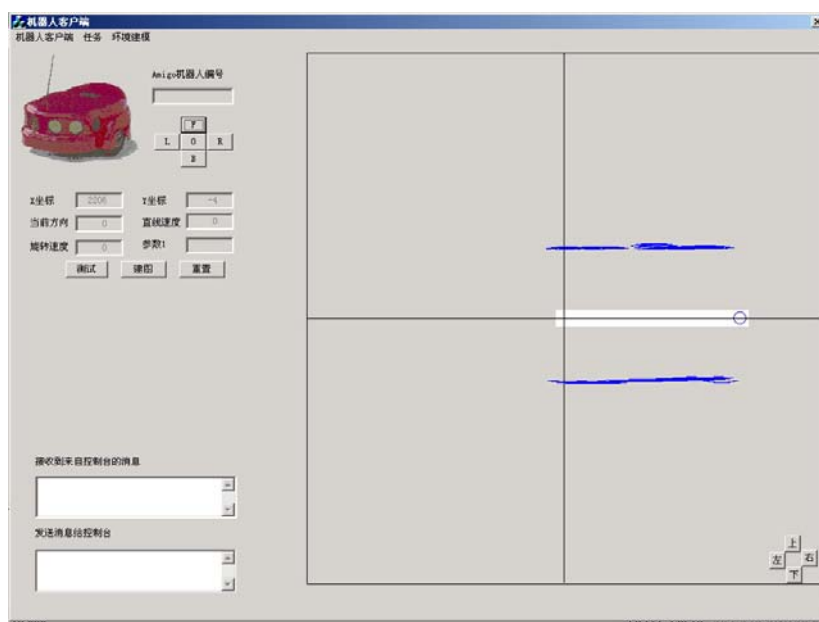 机器人客户端
机器人客户端 任务 环境建模
Amigo机器人编号
F
L O R
B
X坐标 2206 Y坐标 -4
当前方向 0 直线速度 0
旋转速度 0 参数1
测试 建图 重置
接收到来自控制台的消息
发送消息给控制台
上
左 右
下